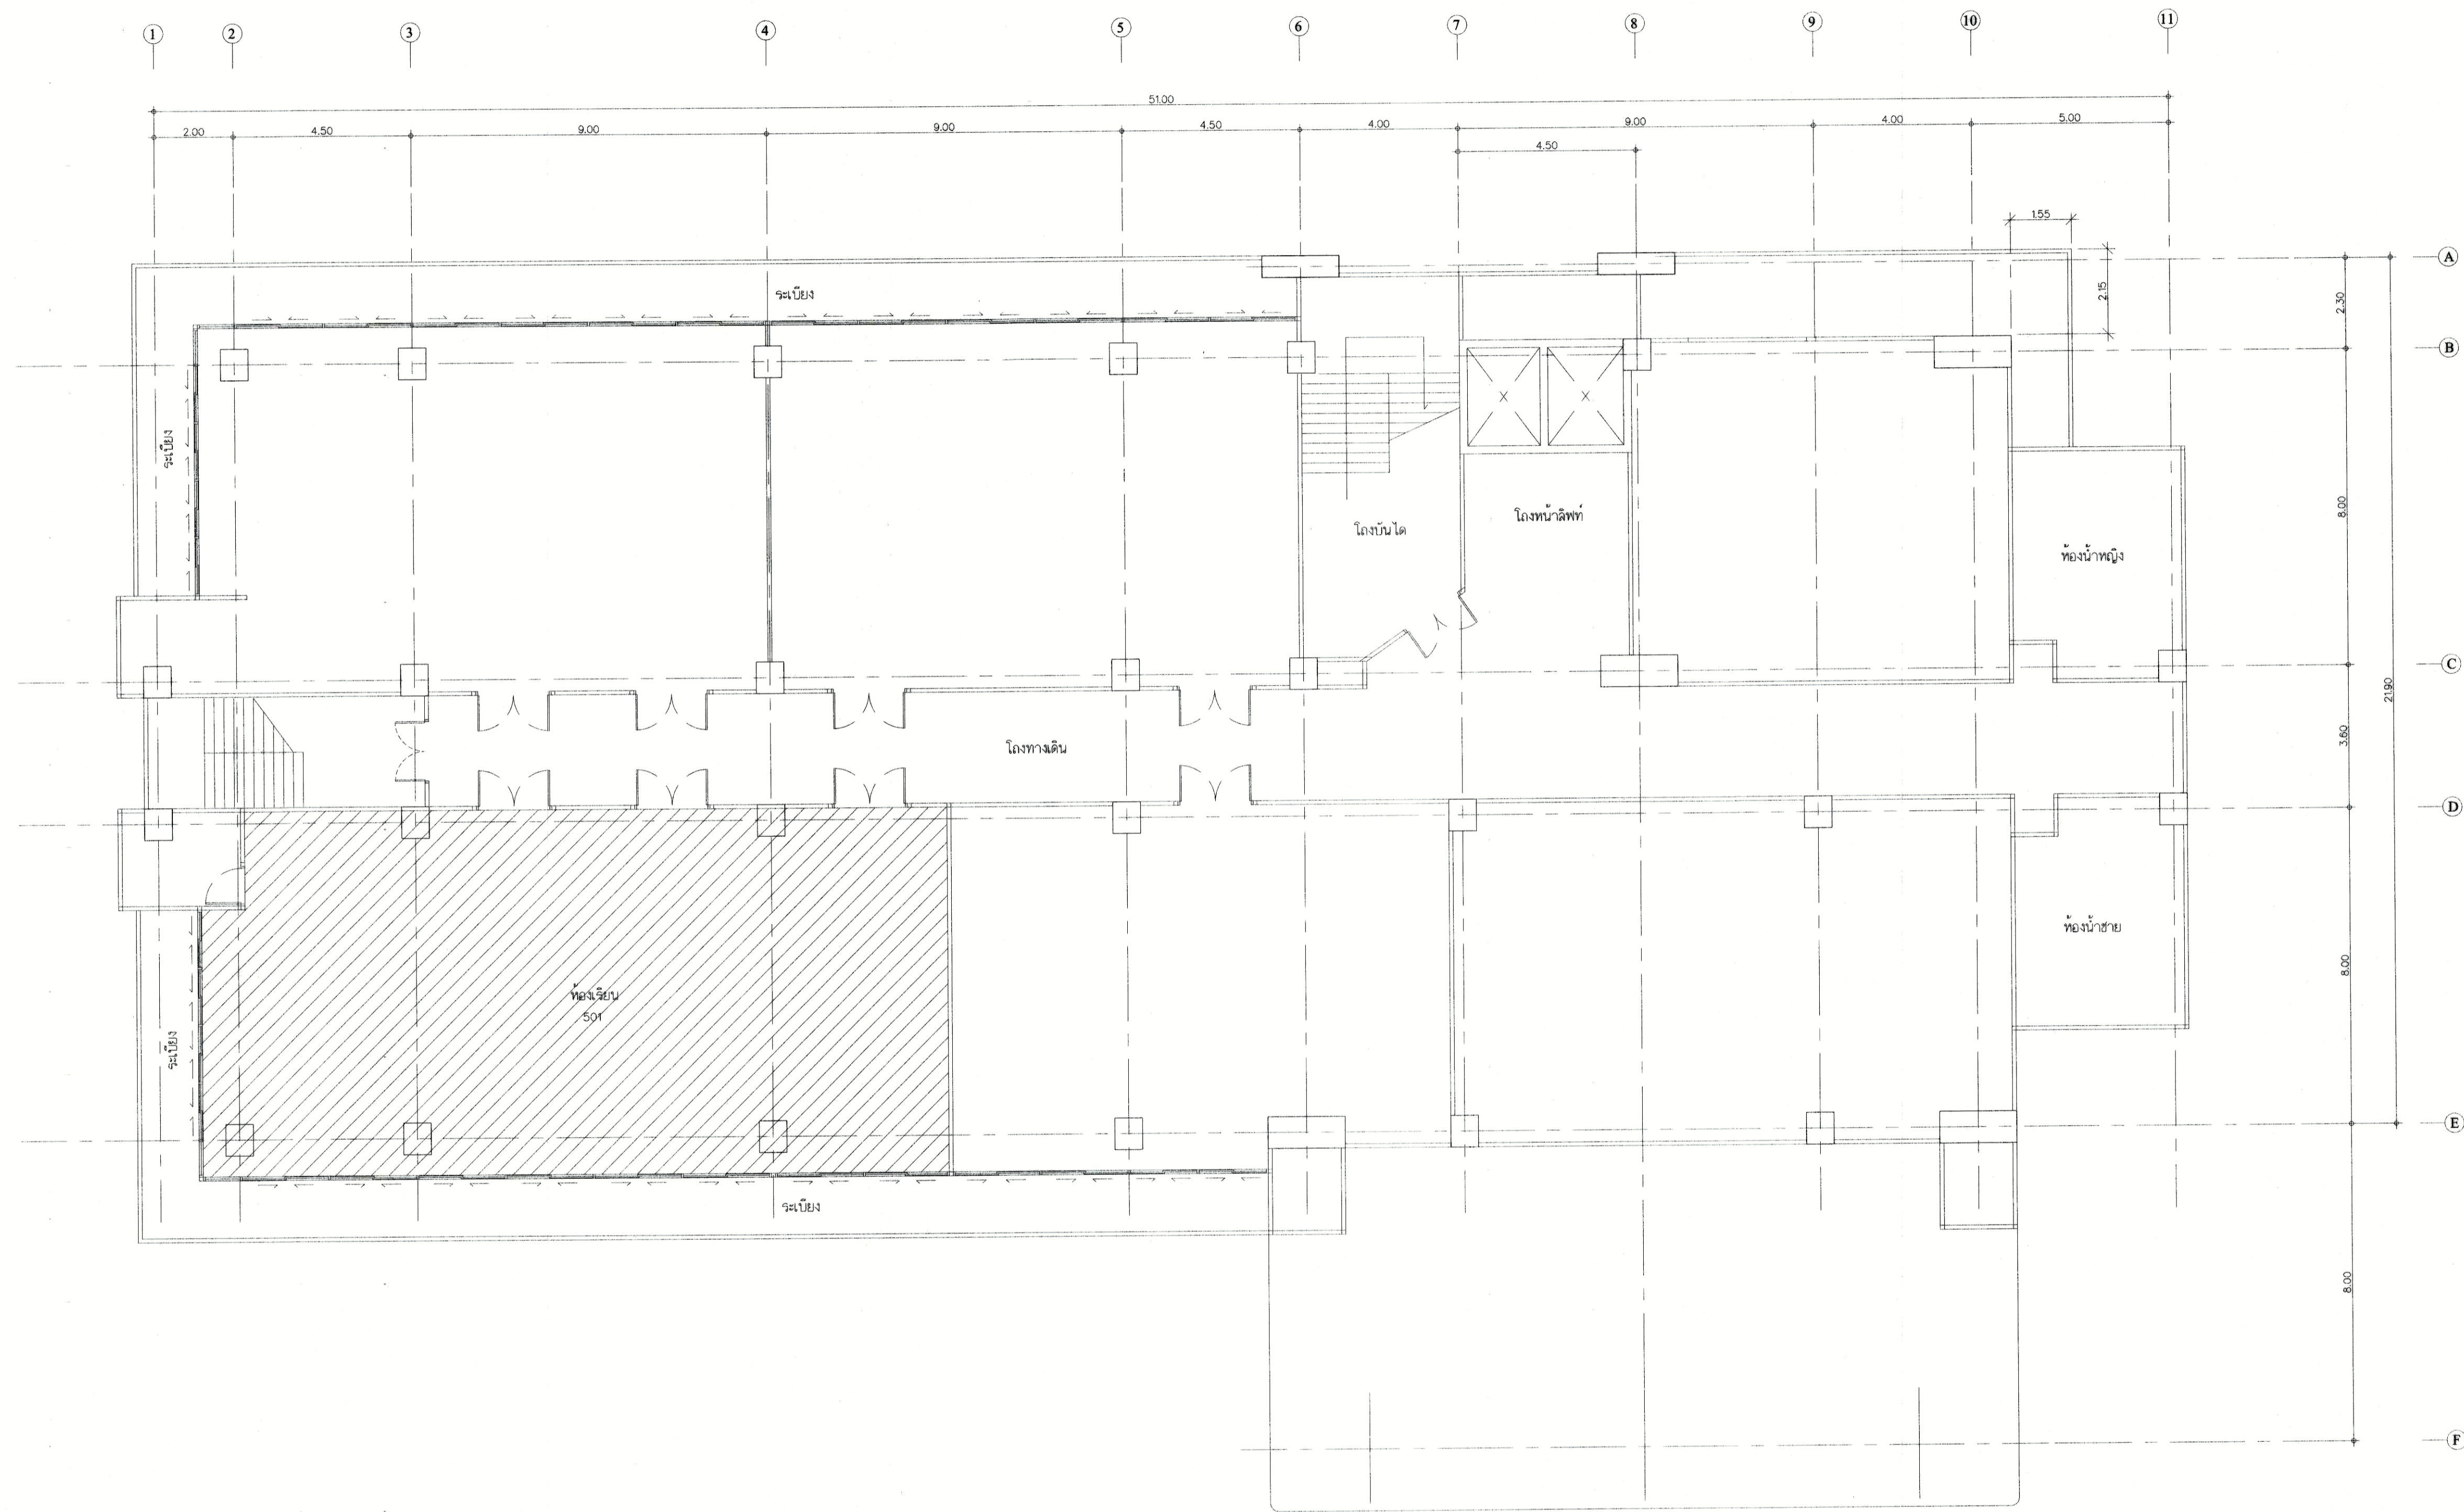 1 2 3 4 5 6 7 8 9 10 11
51.00
2.00 4.50 9.00 9.00 4.50 4.00 9.00 4.00 5.00
4.50
1.55
A
2.30
2.15
ระเบียง
B
ระเบียง
X X
8.00
โถงบันได
โถงหน้าลิฟท์
ห้องน้ำหญิง
C
21.90
3.60
โถงทางเดิน
D
ห้องน้ำชาย
8.00
ห้องเรียน
501
ระเบียง
E
ระเบียง
8.00
F